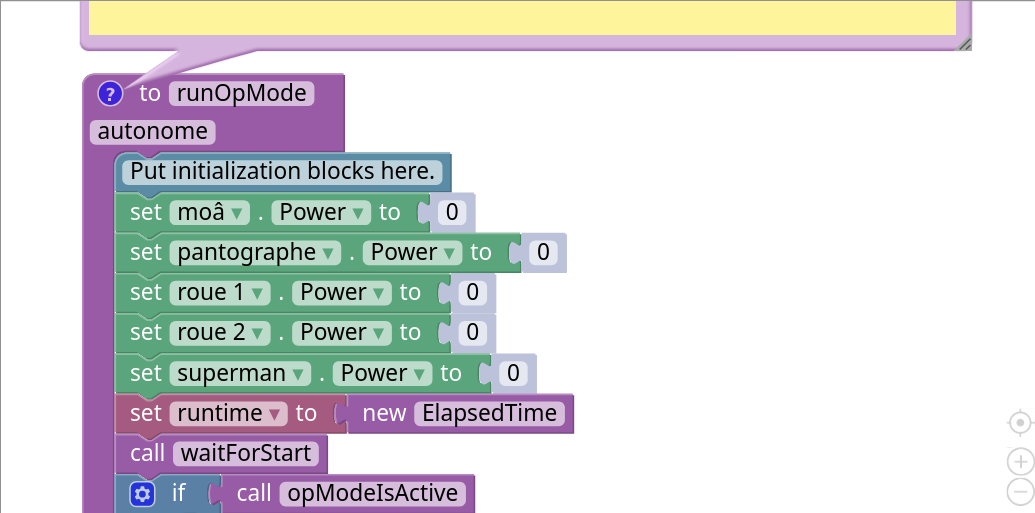 ? to runOpMode
autonome
Put initialization blocks here.
set moâ ▾ . Power ▾ to 0
set pantographe ▾ . Power ▾ to 0
set roue 1 ▾ . Power ▾ to 0
set roue 2 ▾ . Power ▾ to 0
set superman ▾ . Power ▾ to 0
set runtime ▾ to new ElapsedTime
call waitForStart
if call opModeIsActive